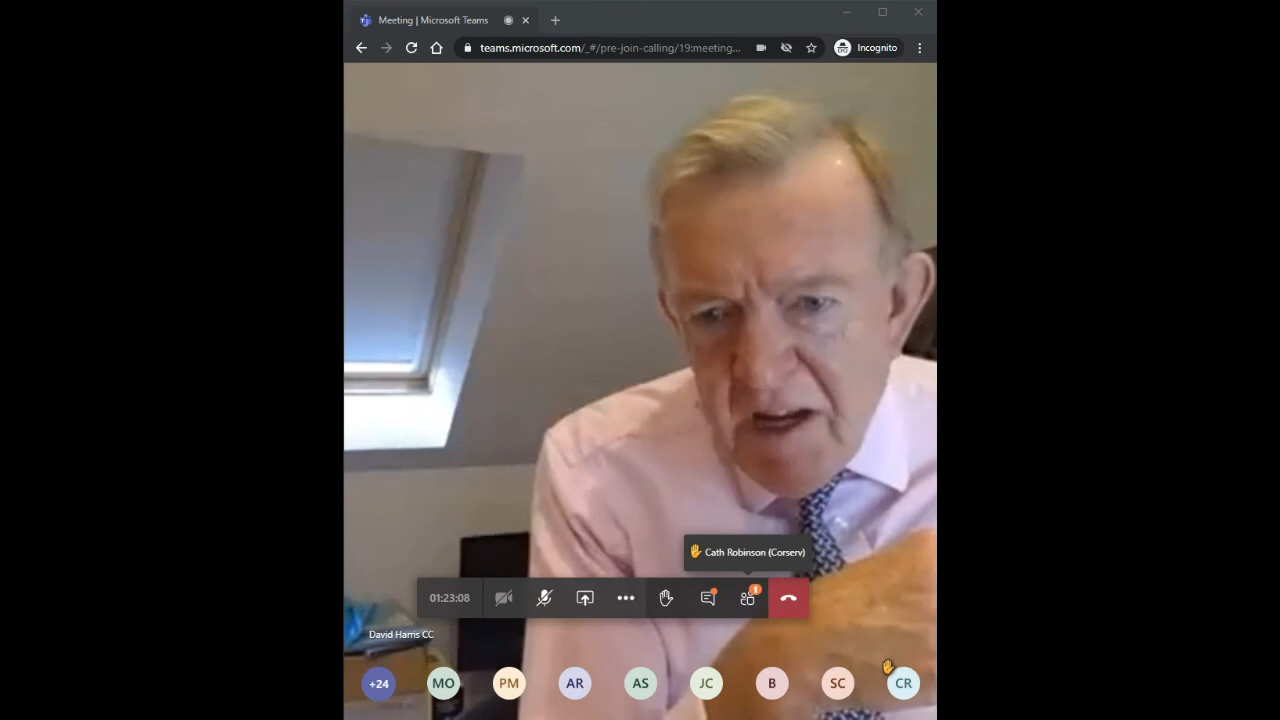 Meeting | Microsoft Teams
teams.microsoft.com/_#/pre-join-calling/19:meeting...
Incognito
Cath Robinson (Corserv)
01:23:08
1
David Harris CC
+24
MO
PM
AR
AS
JC
B
SC
CR